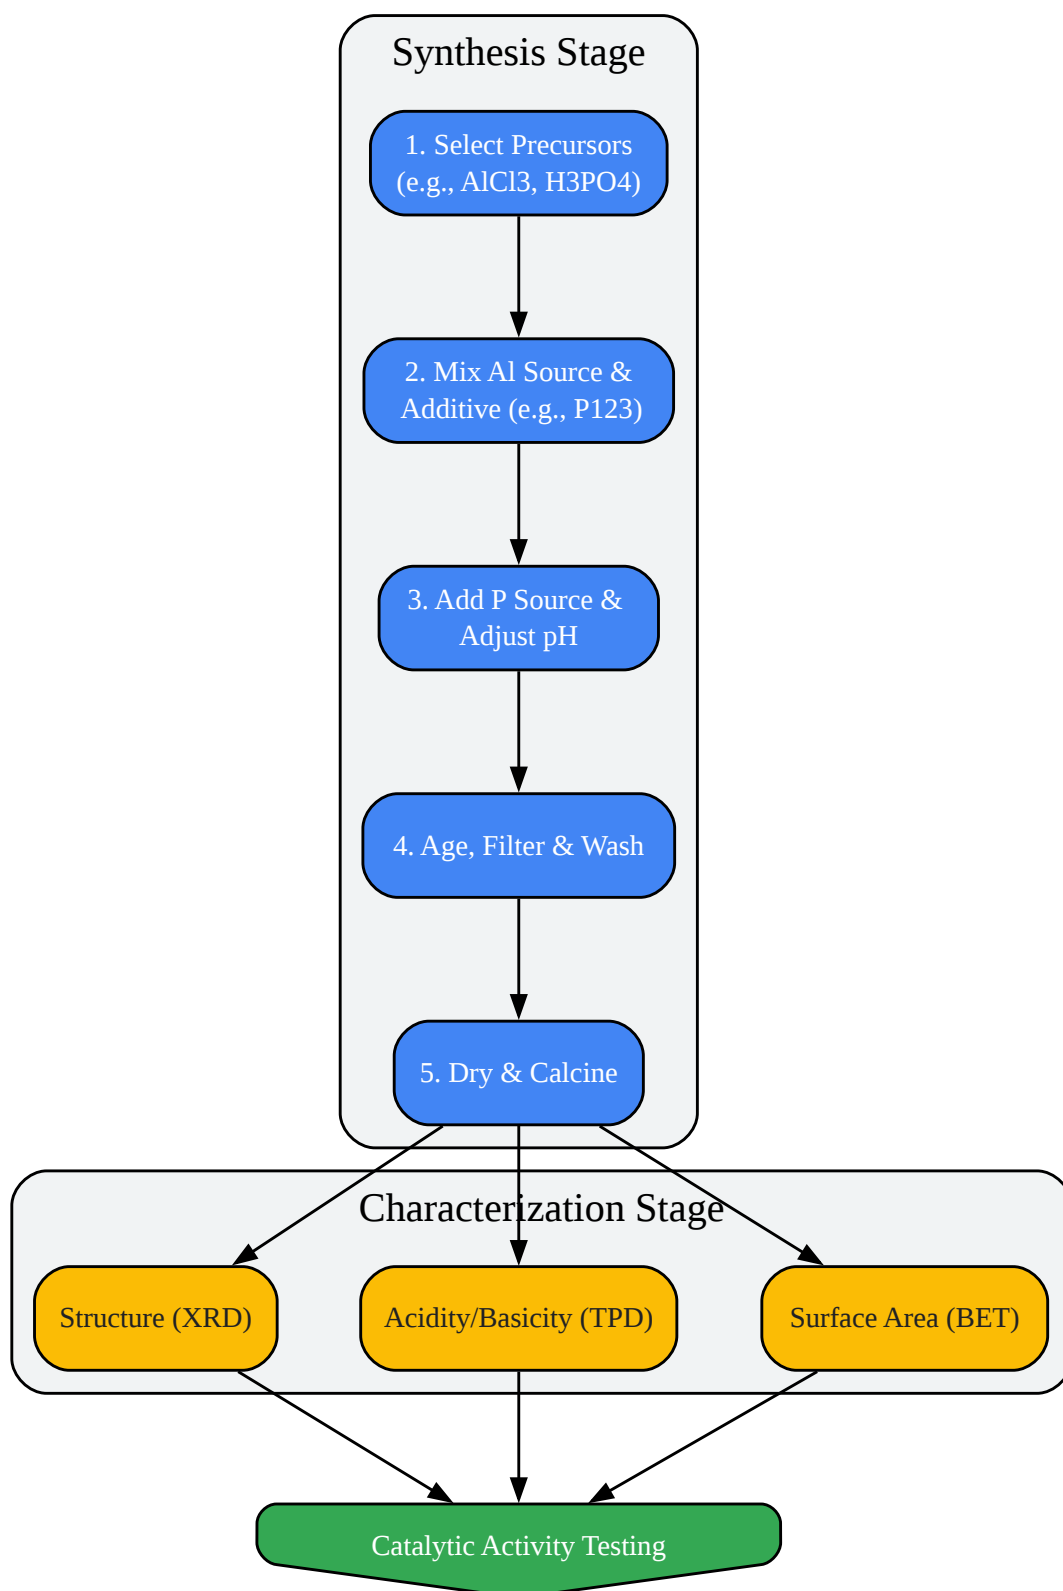 Synthesis Stage
1. Select Precursors
(e.g., AlCl3, H3PO4)
2. Mix Al Source &
Additive (e.g., P123)
3. Add P Source &
Adjust pH
4. Age, Filter & Wash
5. Dry & Calcine
Characterization Stage
Structure (XRD)
Acidity/Basicity (TPD)
Surface Area (BET)
Catalytic Activity Testing